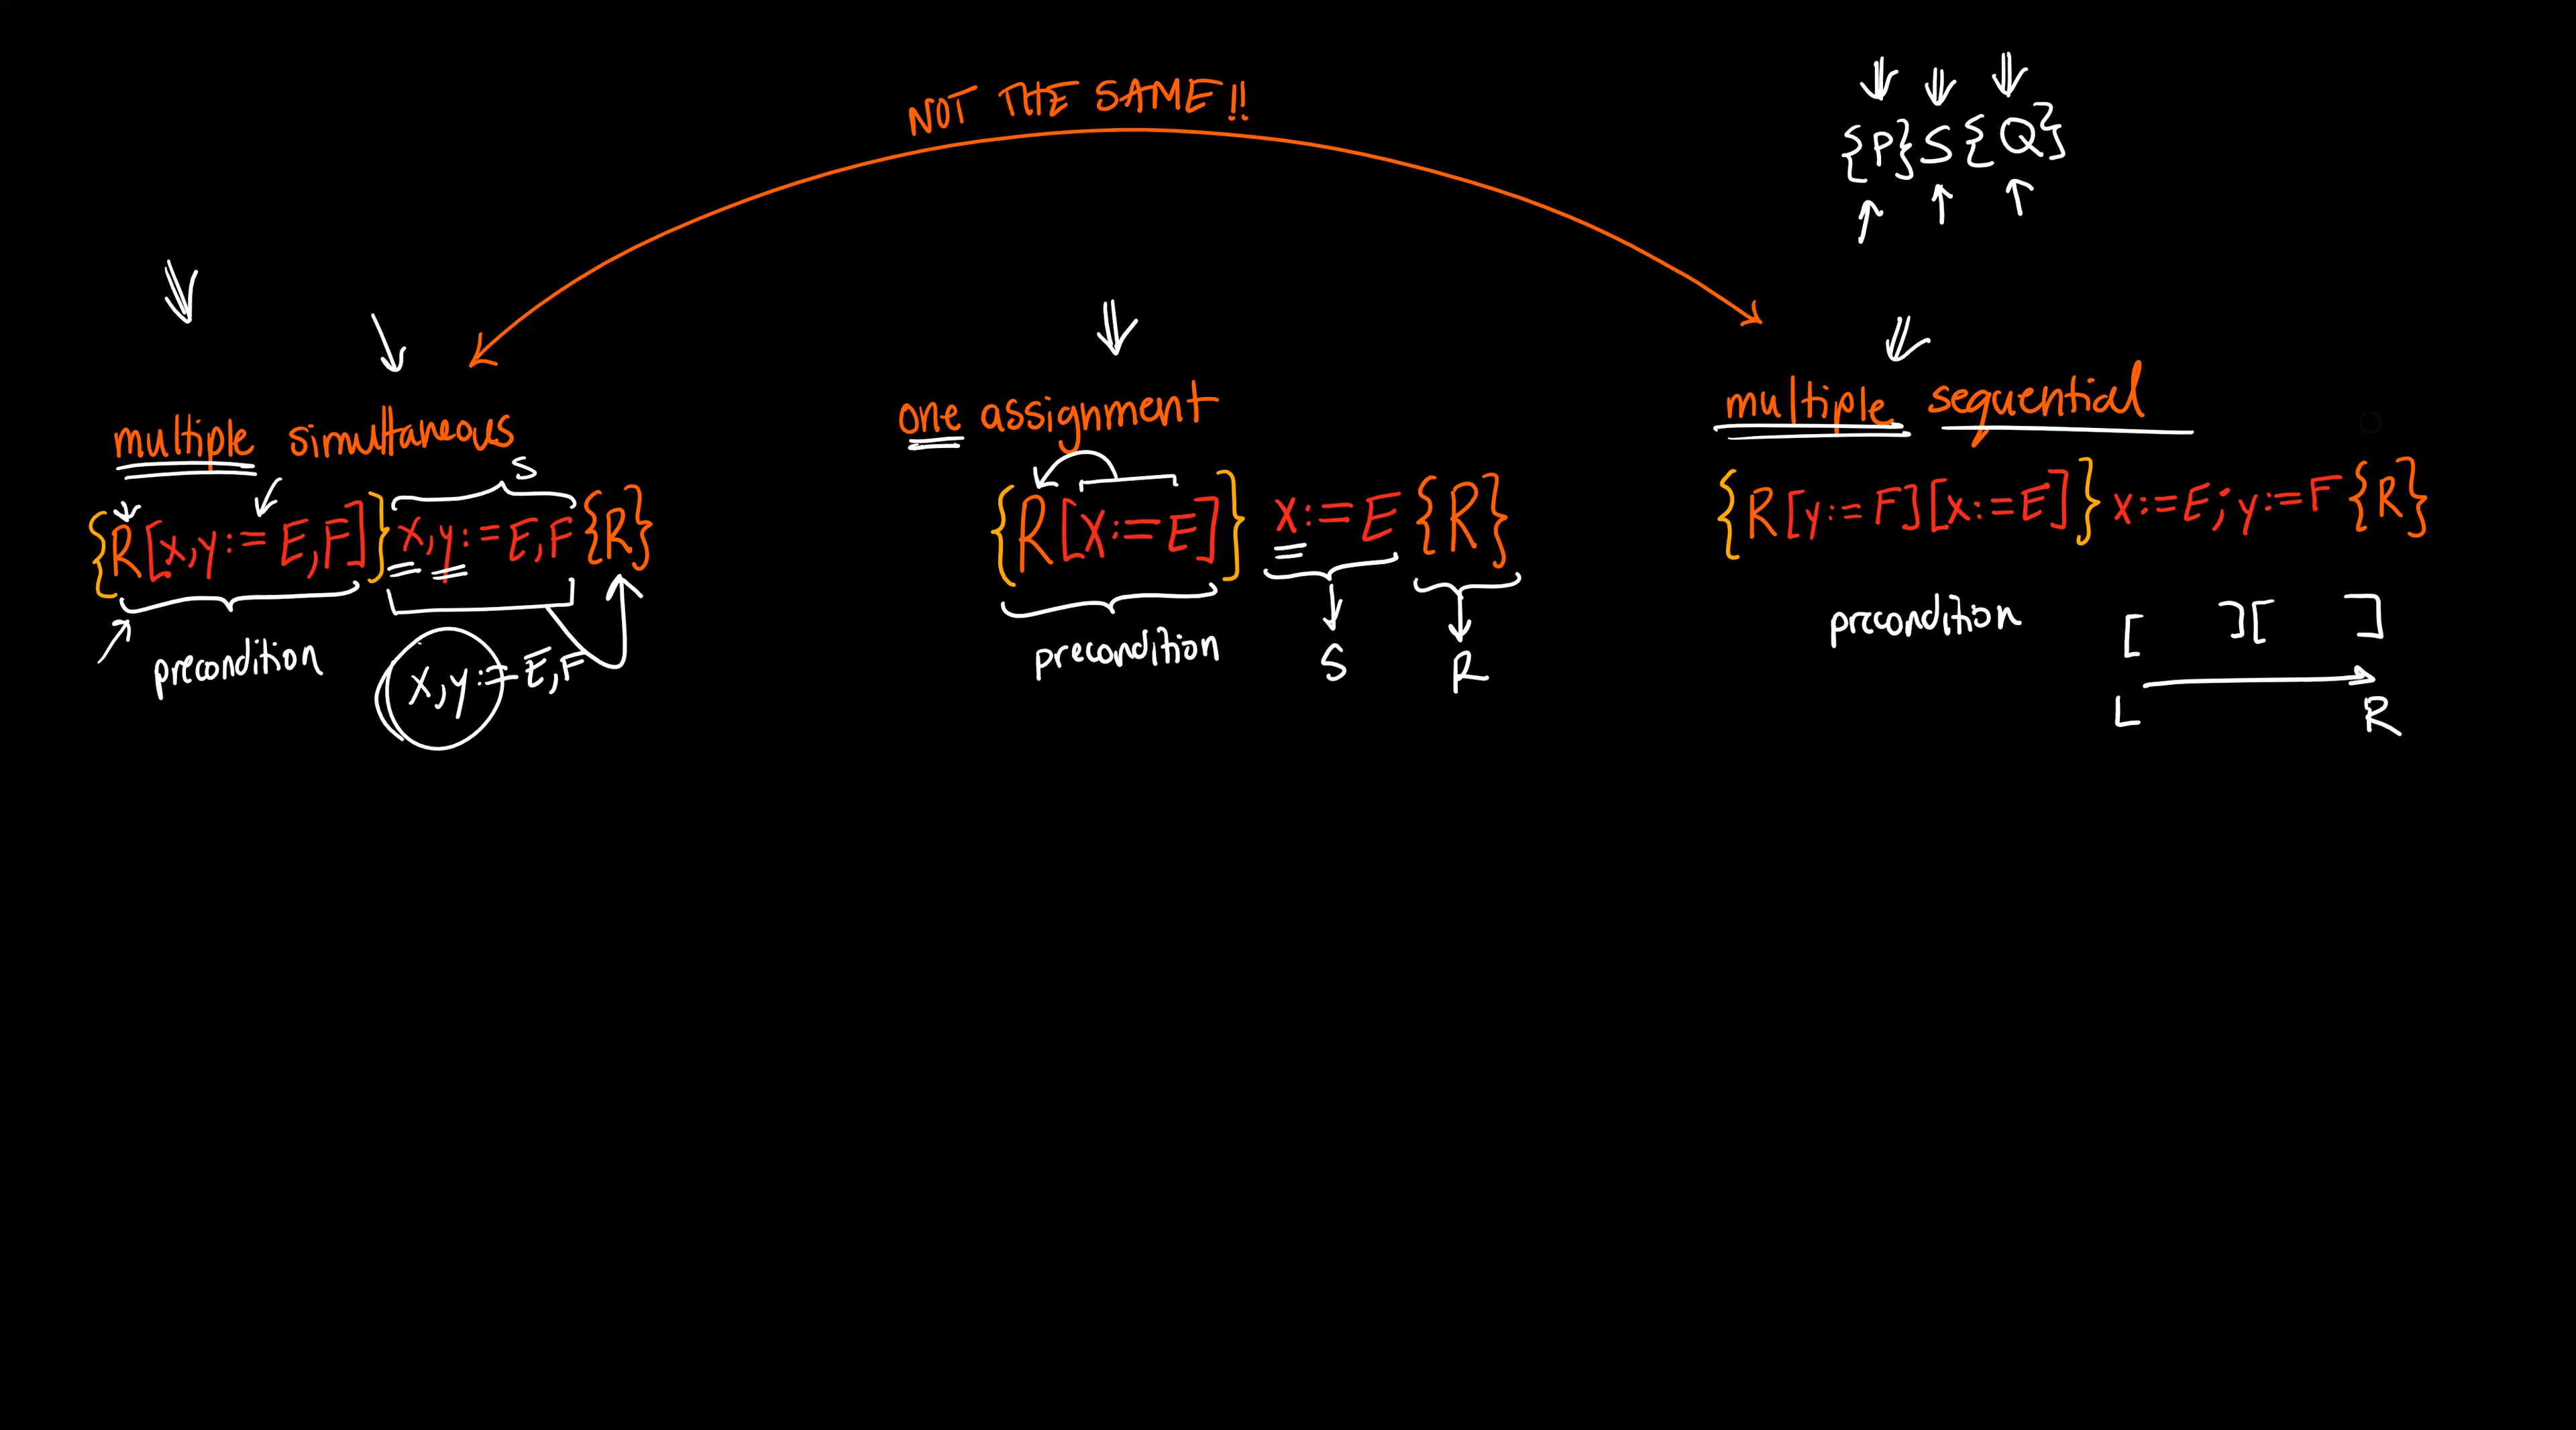 NOT THE SAME!!
{P}S{Q}
multiple simultaneous
S
{R[x,y:=E,F]}x,y:=E,F{R}
precondition
x,y:=E,F
one assignment
{R[x:=E]} x:=E{R}
precondition
S
R
multiple sequential
{R[y:=F][x:=E]}x:=E;y:=F{R}
precondition
[ ][ ]
L R